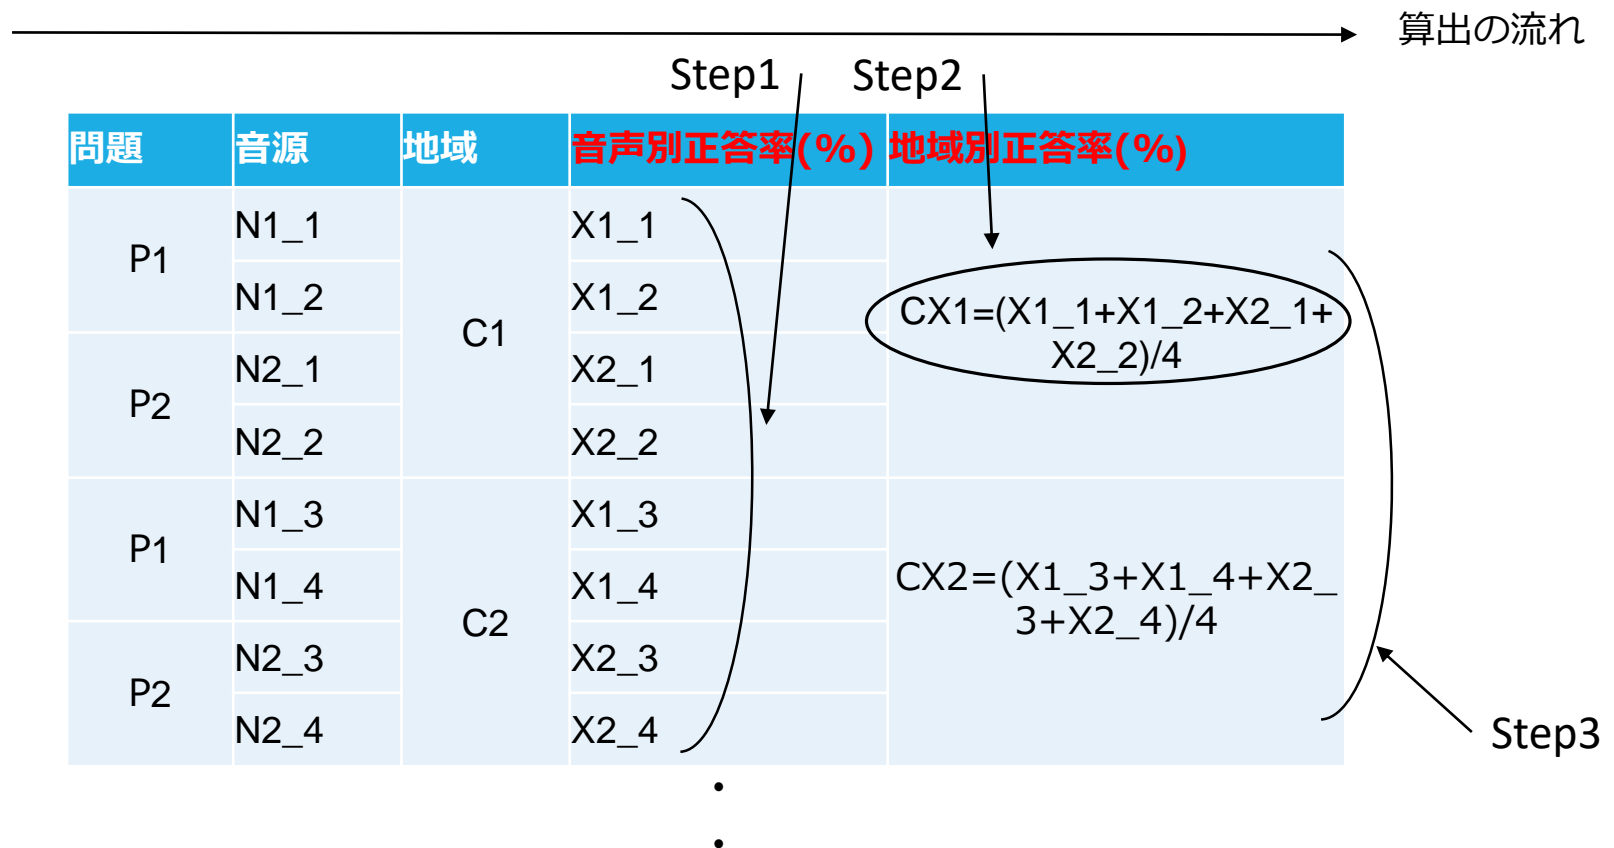 算出の流れ
Step1 Step2
問題 音源 地域 音声別正答率(%) 地域別正答率(%)
P1 N1_1 C1 X1_1 CX1=(X1_1+X1_2+X2_1+
X2_2)/4
N1_2 X1_2
P2 N2_1 X2_1
N2_2 X2_2
P1 N1_3 C2 X1_3 CX2=(X1_3+X1_4+X2_
3+X2_4)/4
N1_4 X1_4
P2 N2_3 X2_3
N2_4 X2_4
Step3
・
・